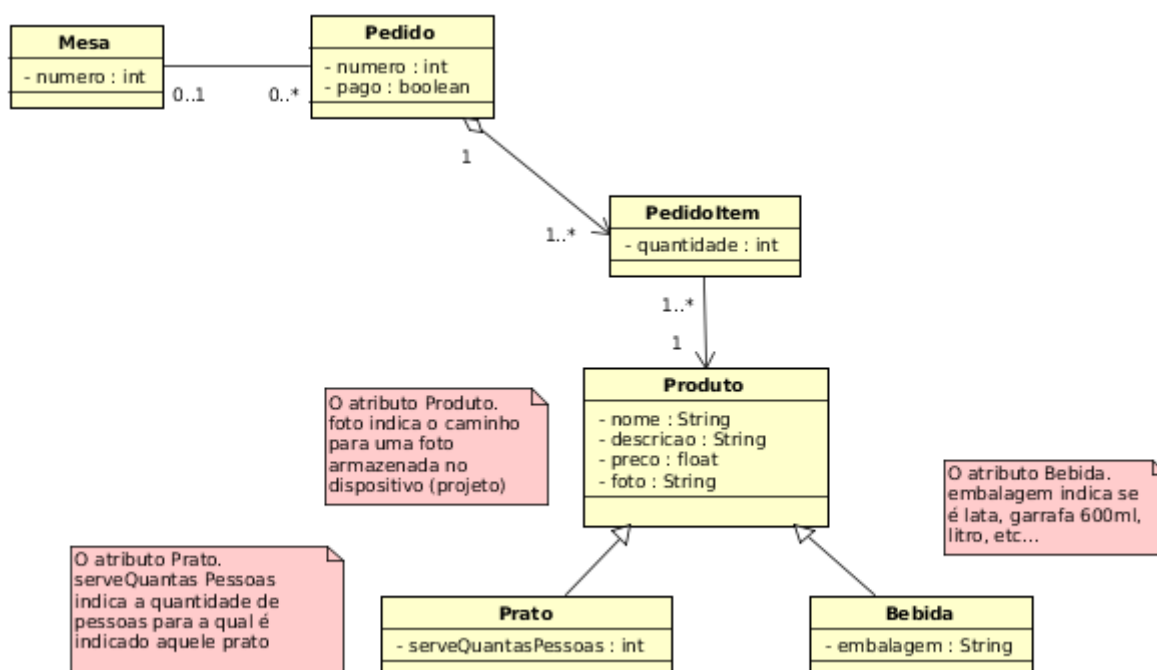 Mesa
- numero : int
0..1
0..*
Pedido
- numero : int
- pago : boolean
1
1..*
PedidoItem
- quantidade : int
1..*
1
Produto
- nome : String
- descricao : String
- preco : float
- foto : String
O atributo Produto.
foto indica o caminho
para uma foto
armazenada no
dispositivo (projeto)
O atributo Bebida.
embalagem indica se
é lata, garrafa 600ml,
litro, etc...
O atributo Prato.
serveQuantas Pessoas
indica a quantidade de
pessoas para a qual é
indicado aquele prato
Prato
- serveQuantasPessoas : int
Bebida
- embalagem : String